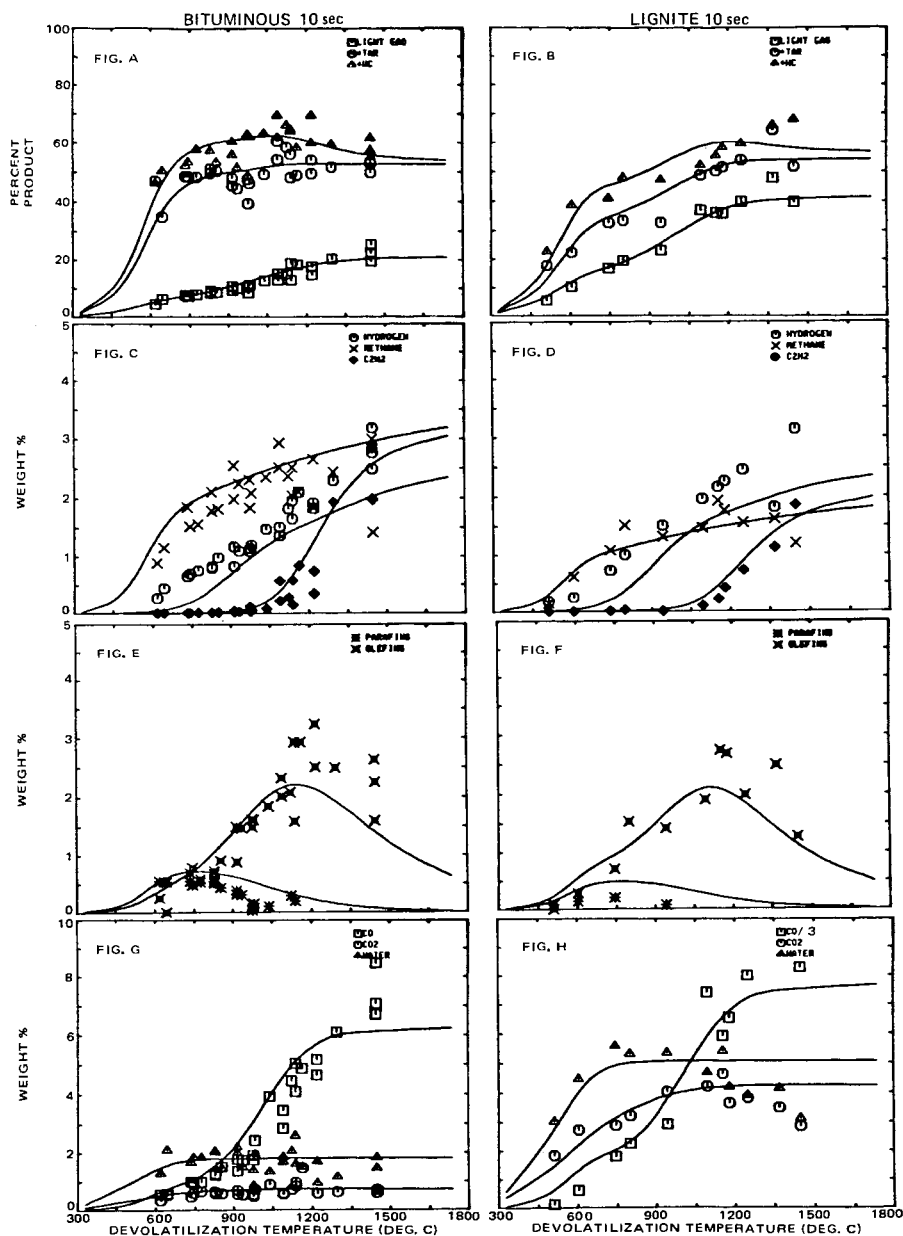 BITUMINOUS 10 sec
LIGNITE 10 sec
FIG. A
LIGHT GAS
+TAR
+HC
100
80
60
40
20
0
PERCENT
PRODUCT
FIG. B
LIGHT GAS
+TAR
+HC
FIG. C
HYDROGEN
METHANE
C2H2
5
4
3
2
1
0
WEIGHT %
FIG. D
HYDROGEN
METHANE
C2H2
FIG. E
PARAFINS
OLEFINS
5
4
3
2
1
0
WEIGHT %
FIG. F
PARAFINS
OLEFINS
FIG. G
CO
CO2
WATER
10
8
6
4
2
0
WEIGHT %
FIG. H
CO/ 3
CO2
WATER
300 600 900 1200 1500 1800
DEVOLATILIZATION TEMPERATURE (DEG. C)
300 600 900 1200 1500 1800
DEVOLATILIZATION TEMPERATURE (DEG. C)